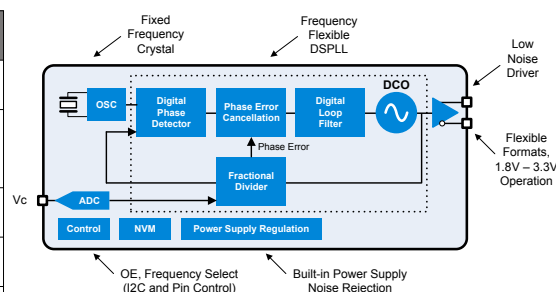 Fixed
Frequency
Crystal
Frequency
Flexible
DSPLL
Low
Noise
Driver
OSC
Digital
Phase
Detector
Phase Error
Cancellation
Digital
Loop
Filter
DCO
Phase Error
Fractional
Divider
Flexible
Formats,
1.8V – 3.3V
Operation
Vc
ADC
Control
NVM
Power Supply Regulation
OE, Frequency Select
(I2C and Pin Control)
Built-in Power Supply
Noise Rejection